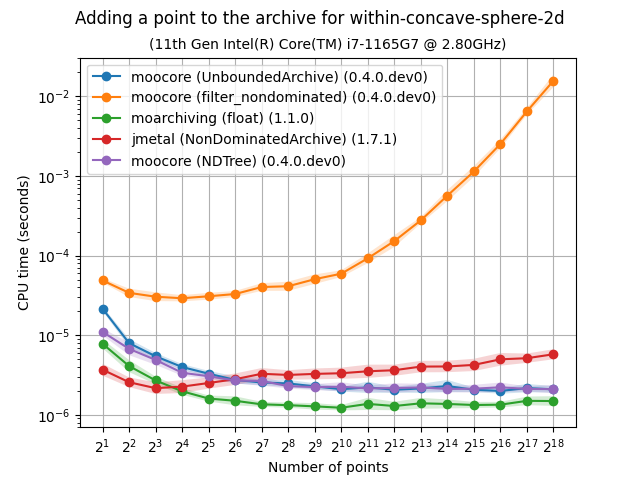 Adding a point to the archive for within-concave-sphere-2d
(11th Gen Intel(R) Core(TM) i7-1165G7 @ 2.80GHz)
moocore (UnboundedArchive) (0.4.0.dev0)
moocore (filter_nondominated) (0.4.0.dev0)
moarchiving (float) (1.1.0)
jmetal (NonDominatedArchive) (1.7.1)
moocore (NDTree) (0.4.0.dev0)
CPU time (seconds)
10⁻²
10⁻³
10⁻⁴
10⁻⁵
10⁻⁶
2¹ 2² 2³ 2⁴ 2⁵ 2⁶ 2⁷ 2⁸ 2⁹ 2¹⁰ 2¹¹ 2¹² 2¹³ 2¹⁴ 2¹⁵ 2¹⁶ 2¹⁷ 2¹⁸
Number of points